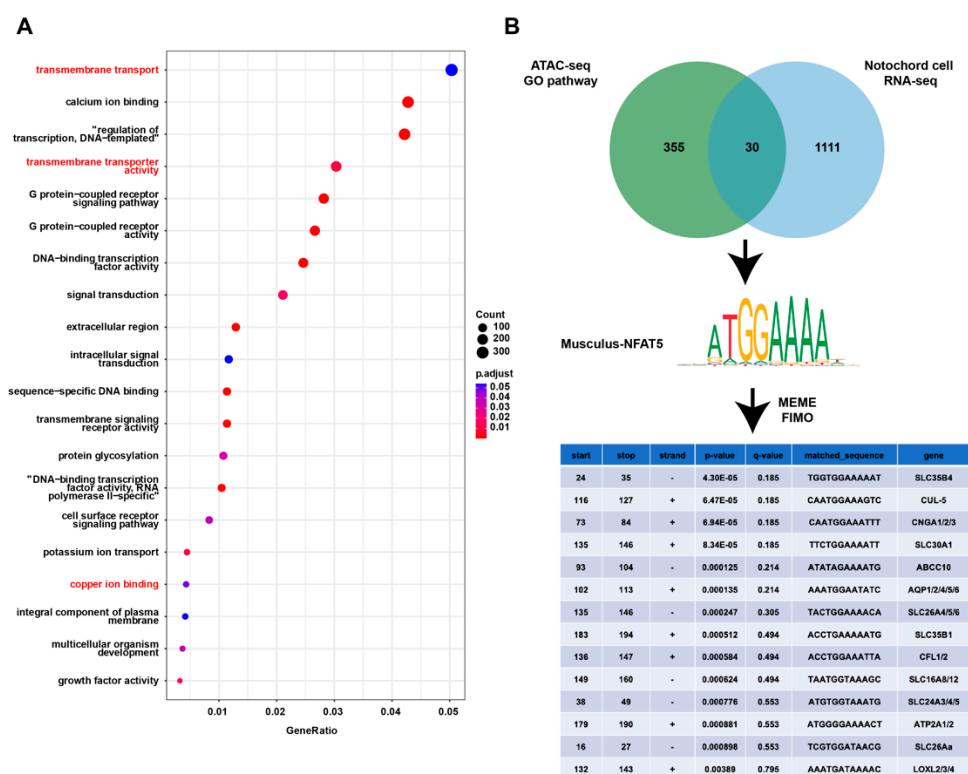 A
transmembrane transport
calcium ion binding
"regulation of
transcription, DNA-templated"
transmembrane transporter
activity
G protein-coupled receptor
signaling pathway
G protein-coupled receptor
activity
DNA-binding transcription
factor activity
signal transduction
extracellular region
intracellular signal
transduction
sequence-specific DNA binding
transmembrane signaling
receptor activity
protein glycosylation
"DNA-binding transcription
factor activity, RNA
polymerase II-specific"
cell surface receptor
signaling pathway
potassium ion transport
copper ion binding
integral component of plasma
membrane
multicellular organism
development
growth factor activity
0.01 0.02 0.03 0.04 0.05
GeneRatio
Count
100
200
300
p.adjust
0.05
0.04
0.03
0.02
0.01
B
ATAC-seq
GO pathway
Notochord cell
RNA-seq
355 30 1111
Musculus-NFAT5
ATGGAAAA
MEME
FIMO
start stop strand p-value q-value matched_sequence gene
24 35 - 4.30E-05 0.185 TGGTGGAAAAAT SLC35B4
116 127 + 6.47E-05 0.185 CAATGGAAAGTC CUL-5
73 84 + 6.94E-05 0.185 CAATGGAAATTT CNGA1/2/3
135 146 + 8.34E-05 0.185 TTCTGGAAAATT SLC30A1
93 104 - 0.000125 0.214 ATATAGAAAATG ABCC10
102 113 + 0.000135 0.214 AAATGGAATATC AQP1/2/4/5/6
135 146 - 0.000247 0.305 TACTGGAAAACA SLC26A4/5/6
183 194 + 0.000512 0.494 ACCTGAAAAATG SLC35B1
136 147 + 0.000584 0.494 ACCTGGAAATTA CFL1/2
149 160 - 0.000624 0.494 TAATGGTAAAGC SLC16A8/12
38 49 - 0.000776 0.553 ATGTGGTAAATG SLC24A3/4/5
179 190 + 0.000881 0.553 ATGGGGAAAACT ATP2A1/2
16 27 - 0.000898 0.553 TCGTGGATAACG SLC26Aa
132 143 + 0.00389 0.795 AAATGATAAAAC LOXL2/3/4